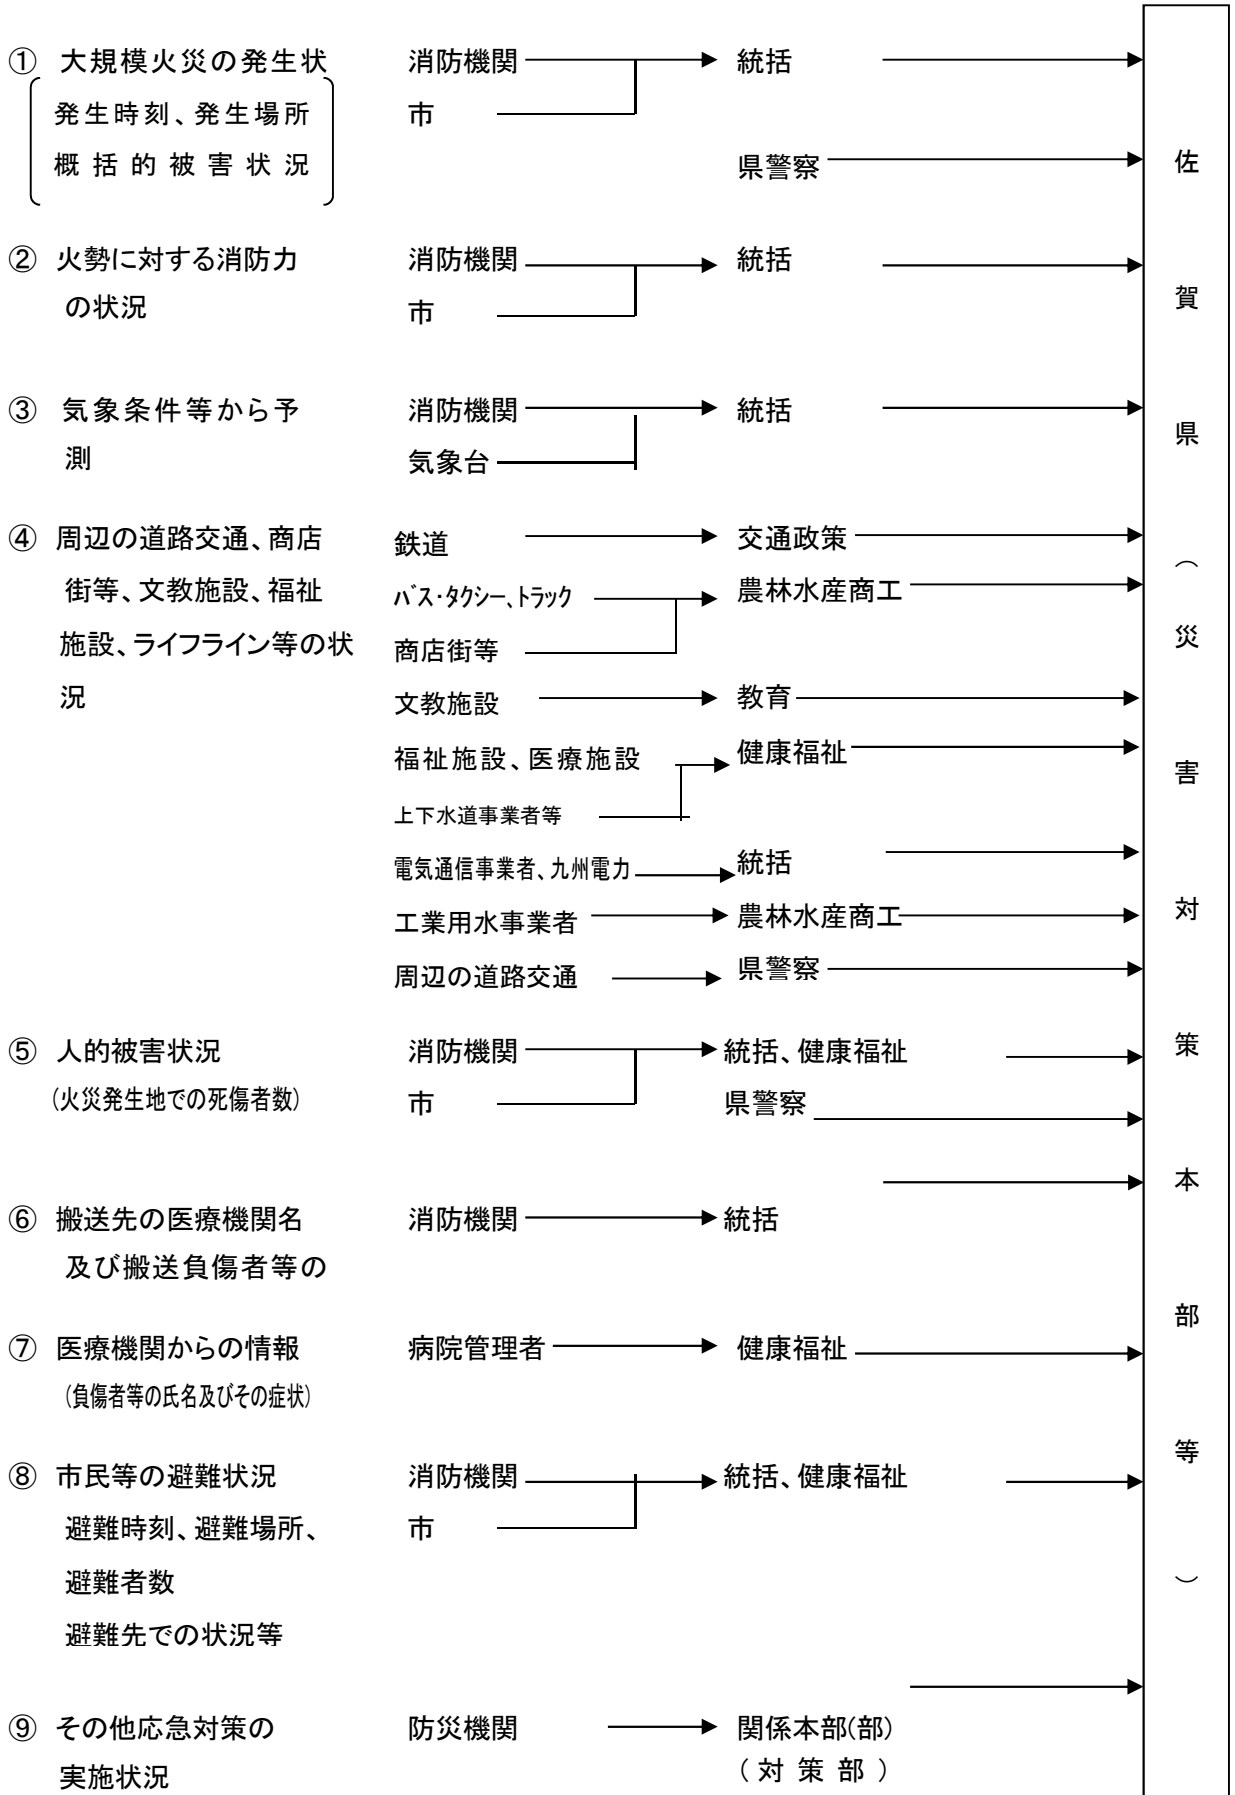 ① 大規模火災の発生状 消防機関 統括
発生時刻、発生場所 市
概括的被害状況 県警察
② 火勢に対する消防力 消防機関 統括
の状況 市
③ 気象条件等から予 消防機関 統括
測 気象台
④ 周辺の道路交通、商店 鉄道 交通政策
街等、文教施設、福祉 バス・タクシー、トラック 農林水産商工
施設、ライフライン等の状 商店街等
況 文教施設 教育
福祉施設、医療施設 健康福祉
上下水道事業者等
電気通信事業者、九州電力 統括
工業用水事業者 農林水産商工
周辺の道路交通 県警察
⑤ 人的被害状況 消防機関 統括、健康福祉
(火災発生地での死傷者数) 市 県警察
⑥ 搬送先の医療機関名 消防機関 統括
及び搬送負傷者等の
⑦ 医療機関からの情報 病院管理者 健康福祉
(負傷者等の氏名及びその症状)
⑧ 市民等の避難状況 消防機関 統括、健康福祉
避難時刻、避難場所、 市
避難者数
避難先での状況等
⑨ その他応急対策の 防災機関 関係本部(部)
実施状況 (対策部)
佐賀県(災害対策本部等)